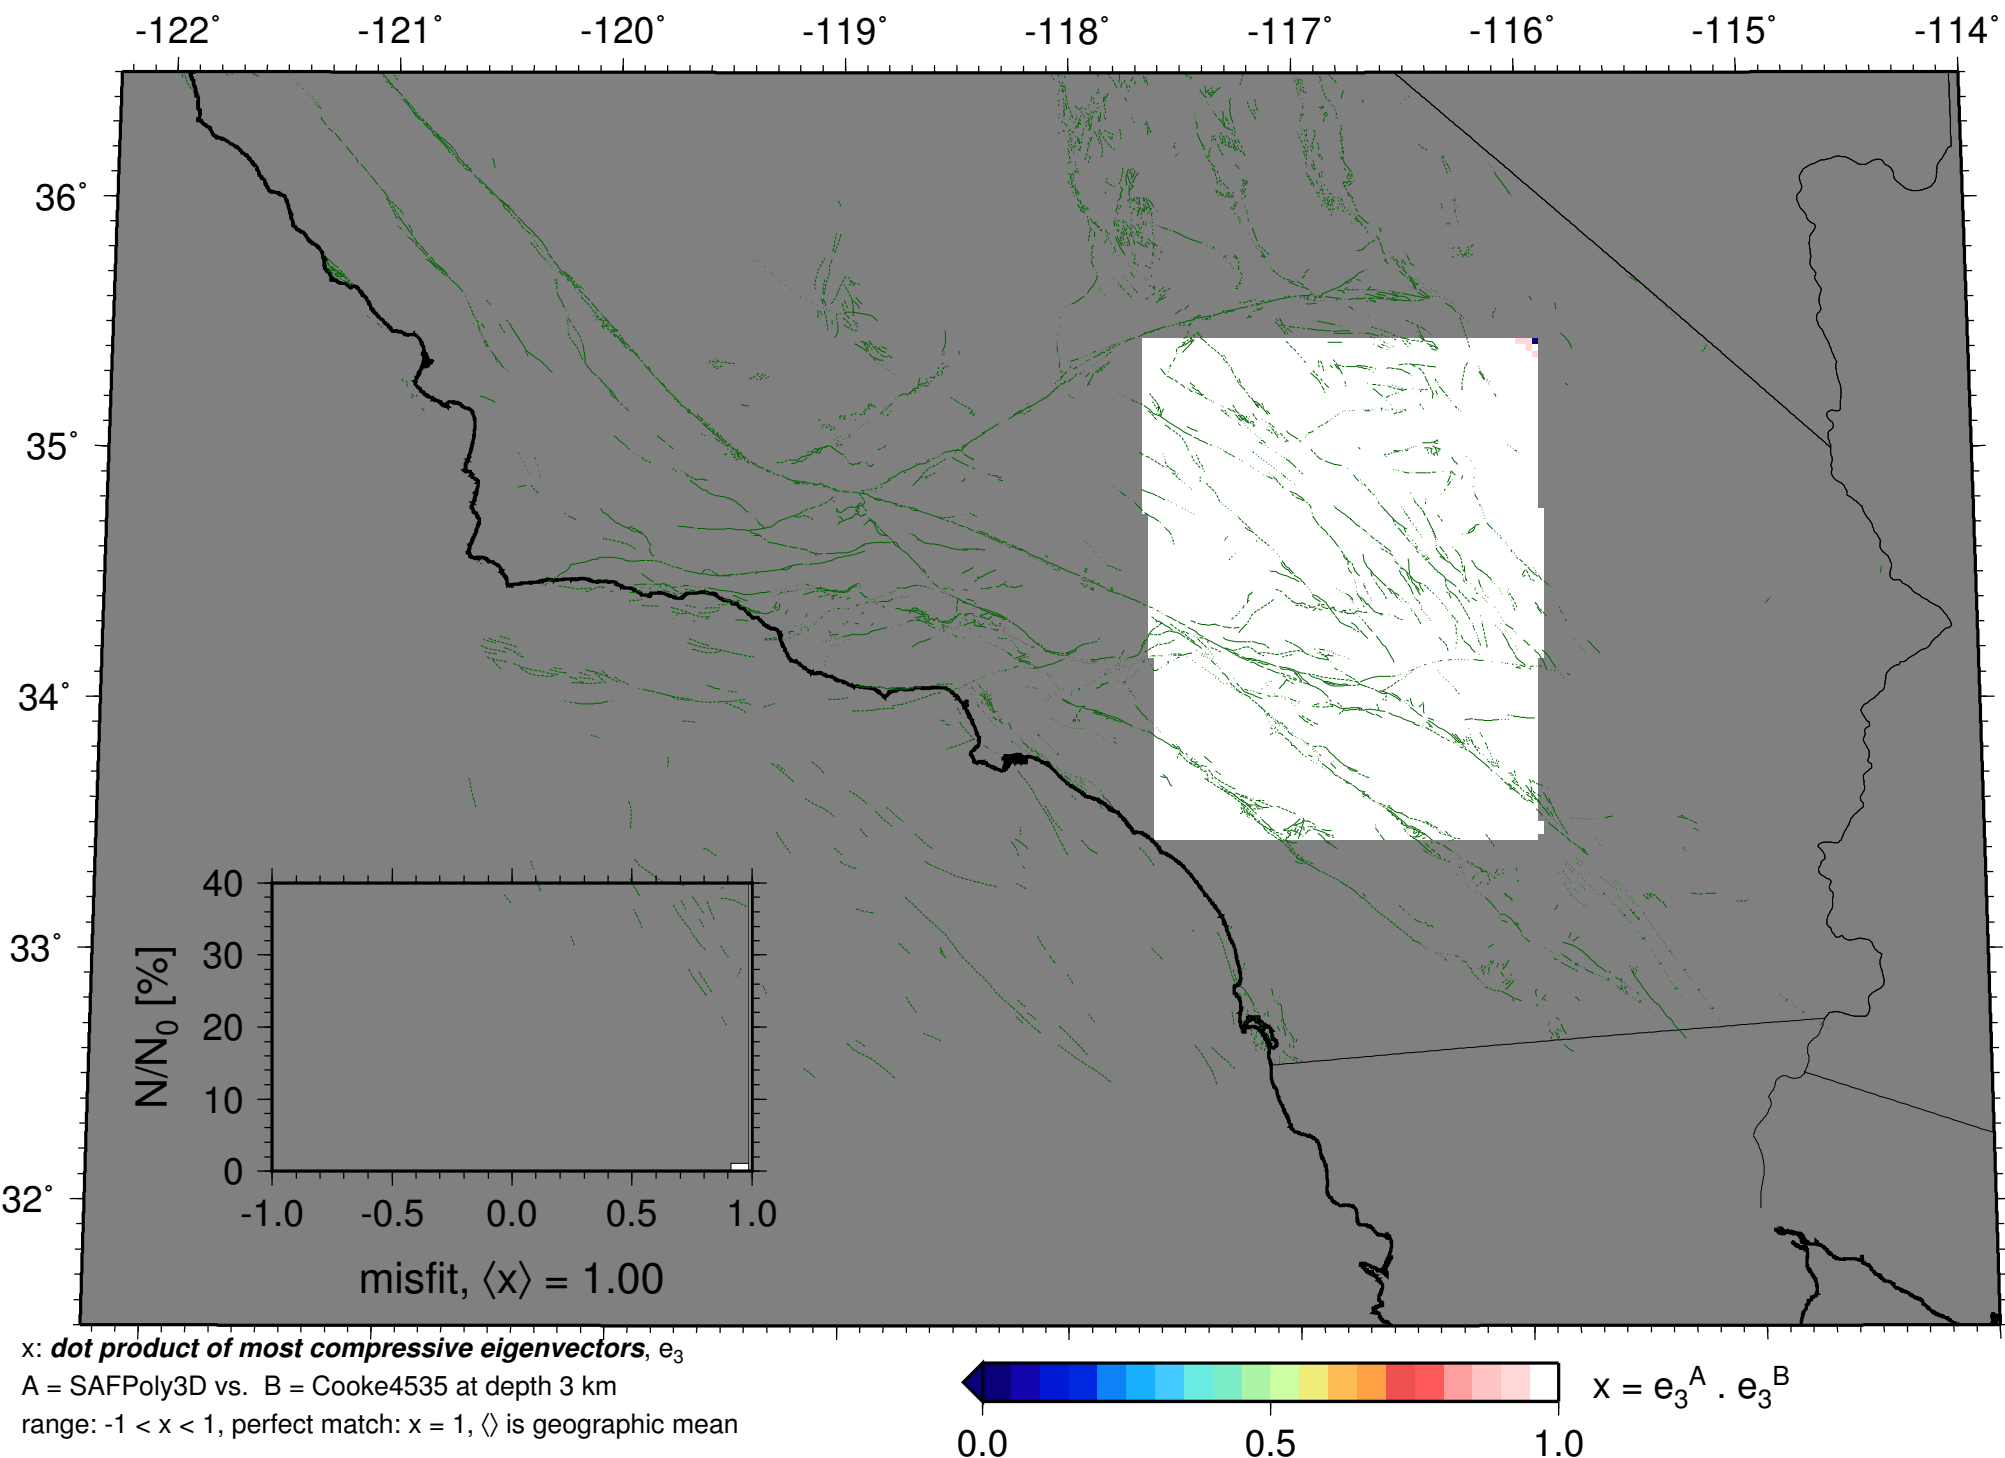 -122˚ -121˚ -120˚ -119˚ -118˚ -117˚ -116˚ -115˚ -114˚
36˚
35˚
34˚
33˚
32˚
40
30
20
10
0
N/N0 [%]
-1.0 -0.5 0.0 0.5 1.0
misfit, ⟨x⟩ = 1.00
x: dot product of most compressive eigenvectors, e3
A = SAFPoly3D vs. B = Cooke4535 at depth 3 km
range: -1 < x < 1, perfect match: x = 1, ⟨⟩ is geographic mean
x = e3A . e3B
0.0 0.5 1.0